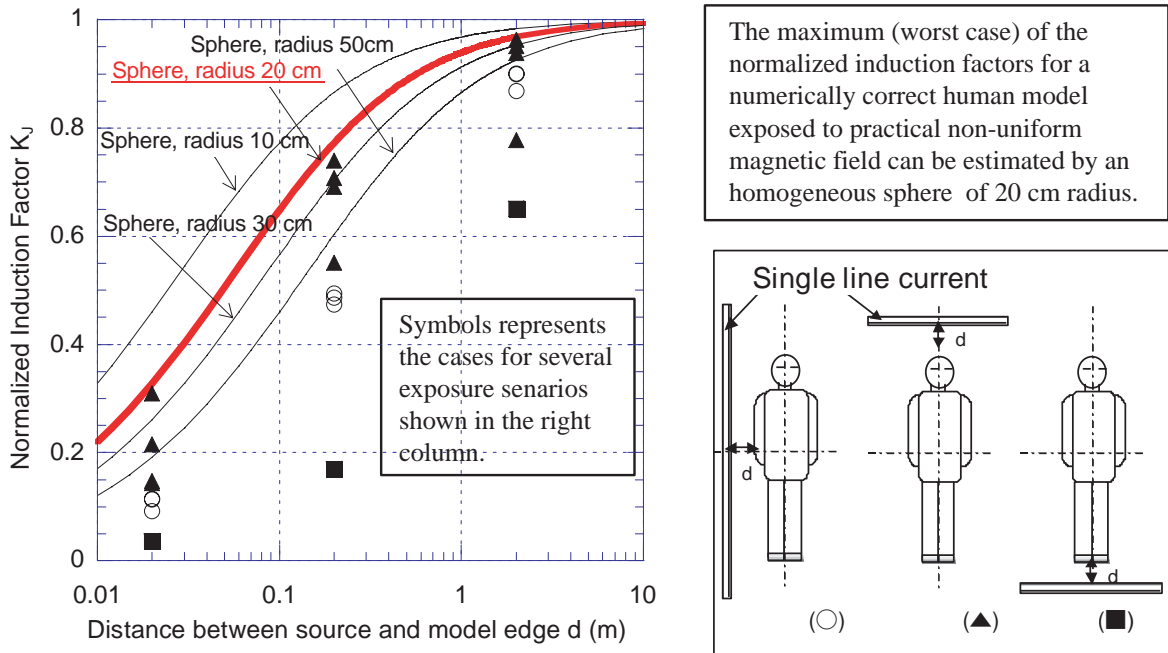 1
0.8
0.6
0.4
0.2
0
0.01
0.1
1
10
Normalized Induction Factor K_J
Distance between source and model edge d (m)
Sphere, radius 50cm
Sphere, radius 20 cm
Sphere, radius 10 cm
Sphere, radius 30 cm
Symbols represents
the cases for several
exposure senarios
shown in the right
column.
The maximum (worst case) of the
normalized induction factors for a
numerically correct human model
exposed to practical non-uniform
magnetic field can be estimated by an
homogeneous sphere of 20 cm radius.
Single line current
d
d
d
(○)
(▲)
(■)